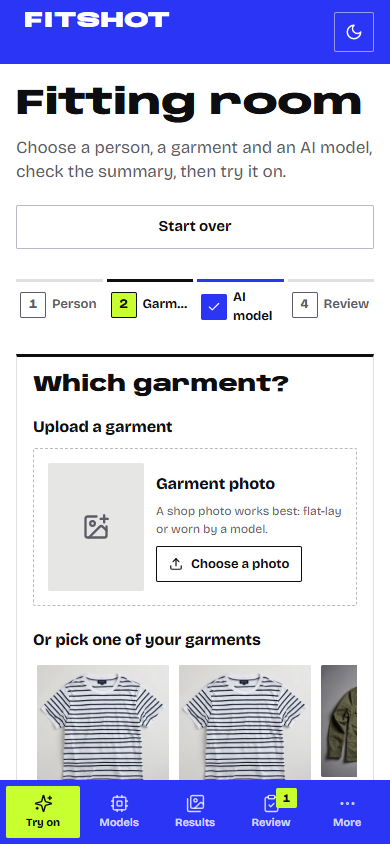 FITSHOT
Fitting room
Choose a person, a garment and an AI model,
check the summary, then try it on.
Start over
1 Person
2 Garm...
AI
model
4 Review
Which garment?
Upload a garment
Garment photo
A shop photo works best: flat-lay
or worn by a model.
Choose a photo
Or pick one of your garments
1
Try on
Models
Results
Review
More